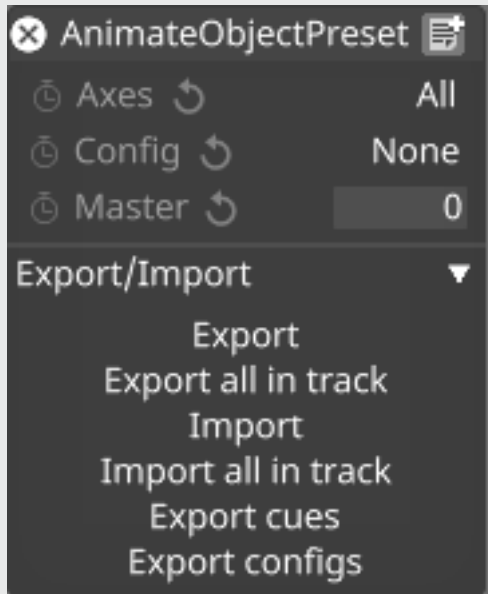 AnimateObjectPreset
Axes All
Config None
Master 0
Export/Import
Export
Export all in track
Import
Import all in track
Export cues
Export configs